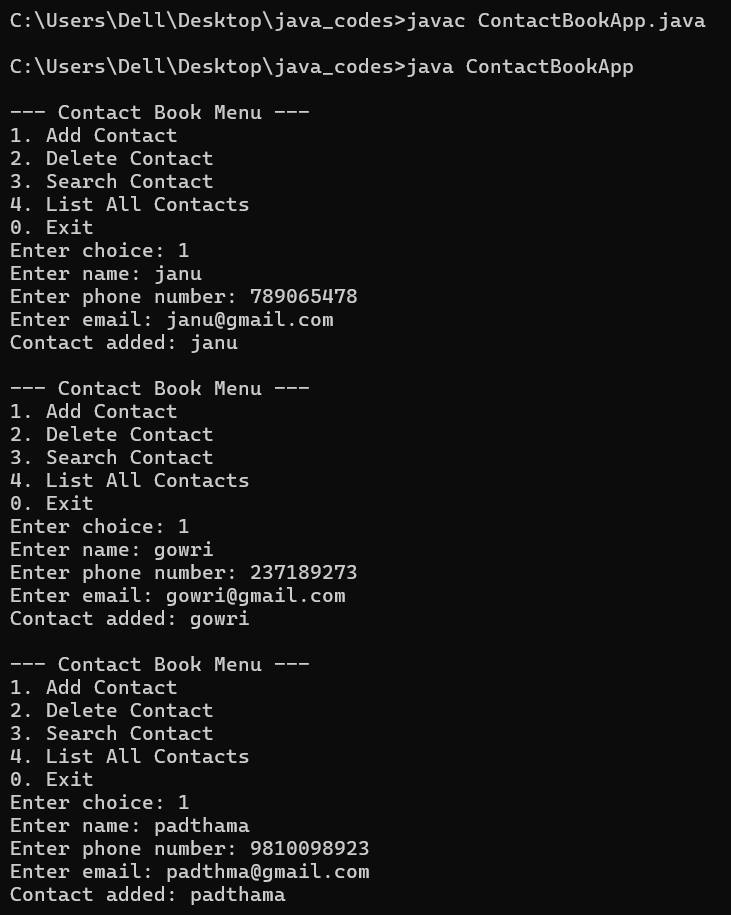 C:\Users\Dell\Desktop\java_codes>javac ContactBookApp.java
C:\Users\Dell\Desktop\java_codes>java ContactBookApp
--- Contact Book Menu ---
1. Add Contact
2. Delete Contact
3. Search Contact
4. List All Contacts
0. Exit
Enter choice: 1
Enter name: janu
Enter phone number: 789065478
Enter email: janu@gmail.com
Contact added: janu
--- Contact Book Menu ---
1. Add Contact
2. Delete Contact
3. Search Contact
4. List All Contacts
0. Exit
Enter choice: 1
Enter name: gowri
Enter phone number: 237189273
Enter email: gowri@gmail.com
Contact added: gowri
--- Contact Book Menu ---
1. Add Contact
2. Delete Contact
3. Search Contact
4. List All Contacts
0. Exit
Enter choice: 1
Enter name: padthama
Enter phone number: 9810098923
Enter email: padthma@gmail.com
Contact added: padthama